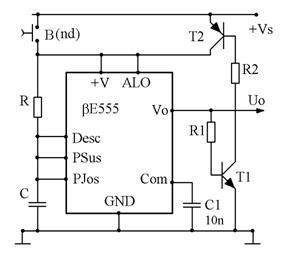 B(nd)
T2
+Vs
+V ALO
R2
βE555
R
Vo
Uo
Desc
R1
PSus
T1
PJos
Com
C
C1
GND
10n